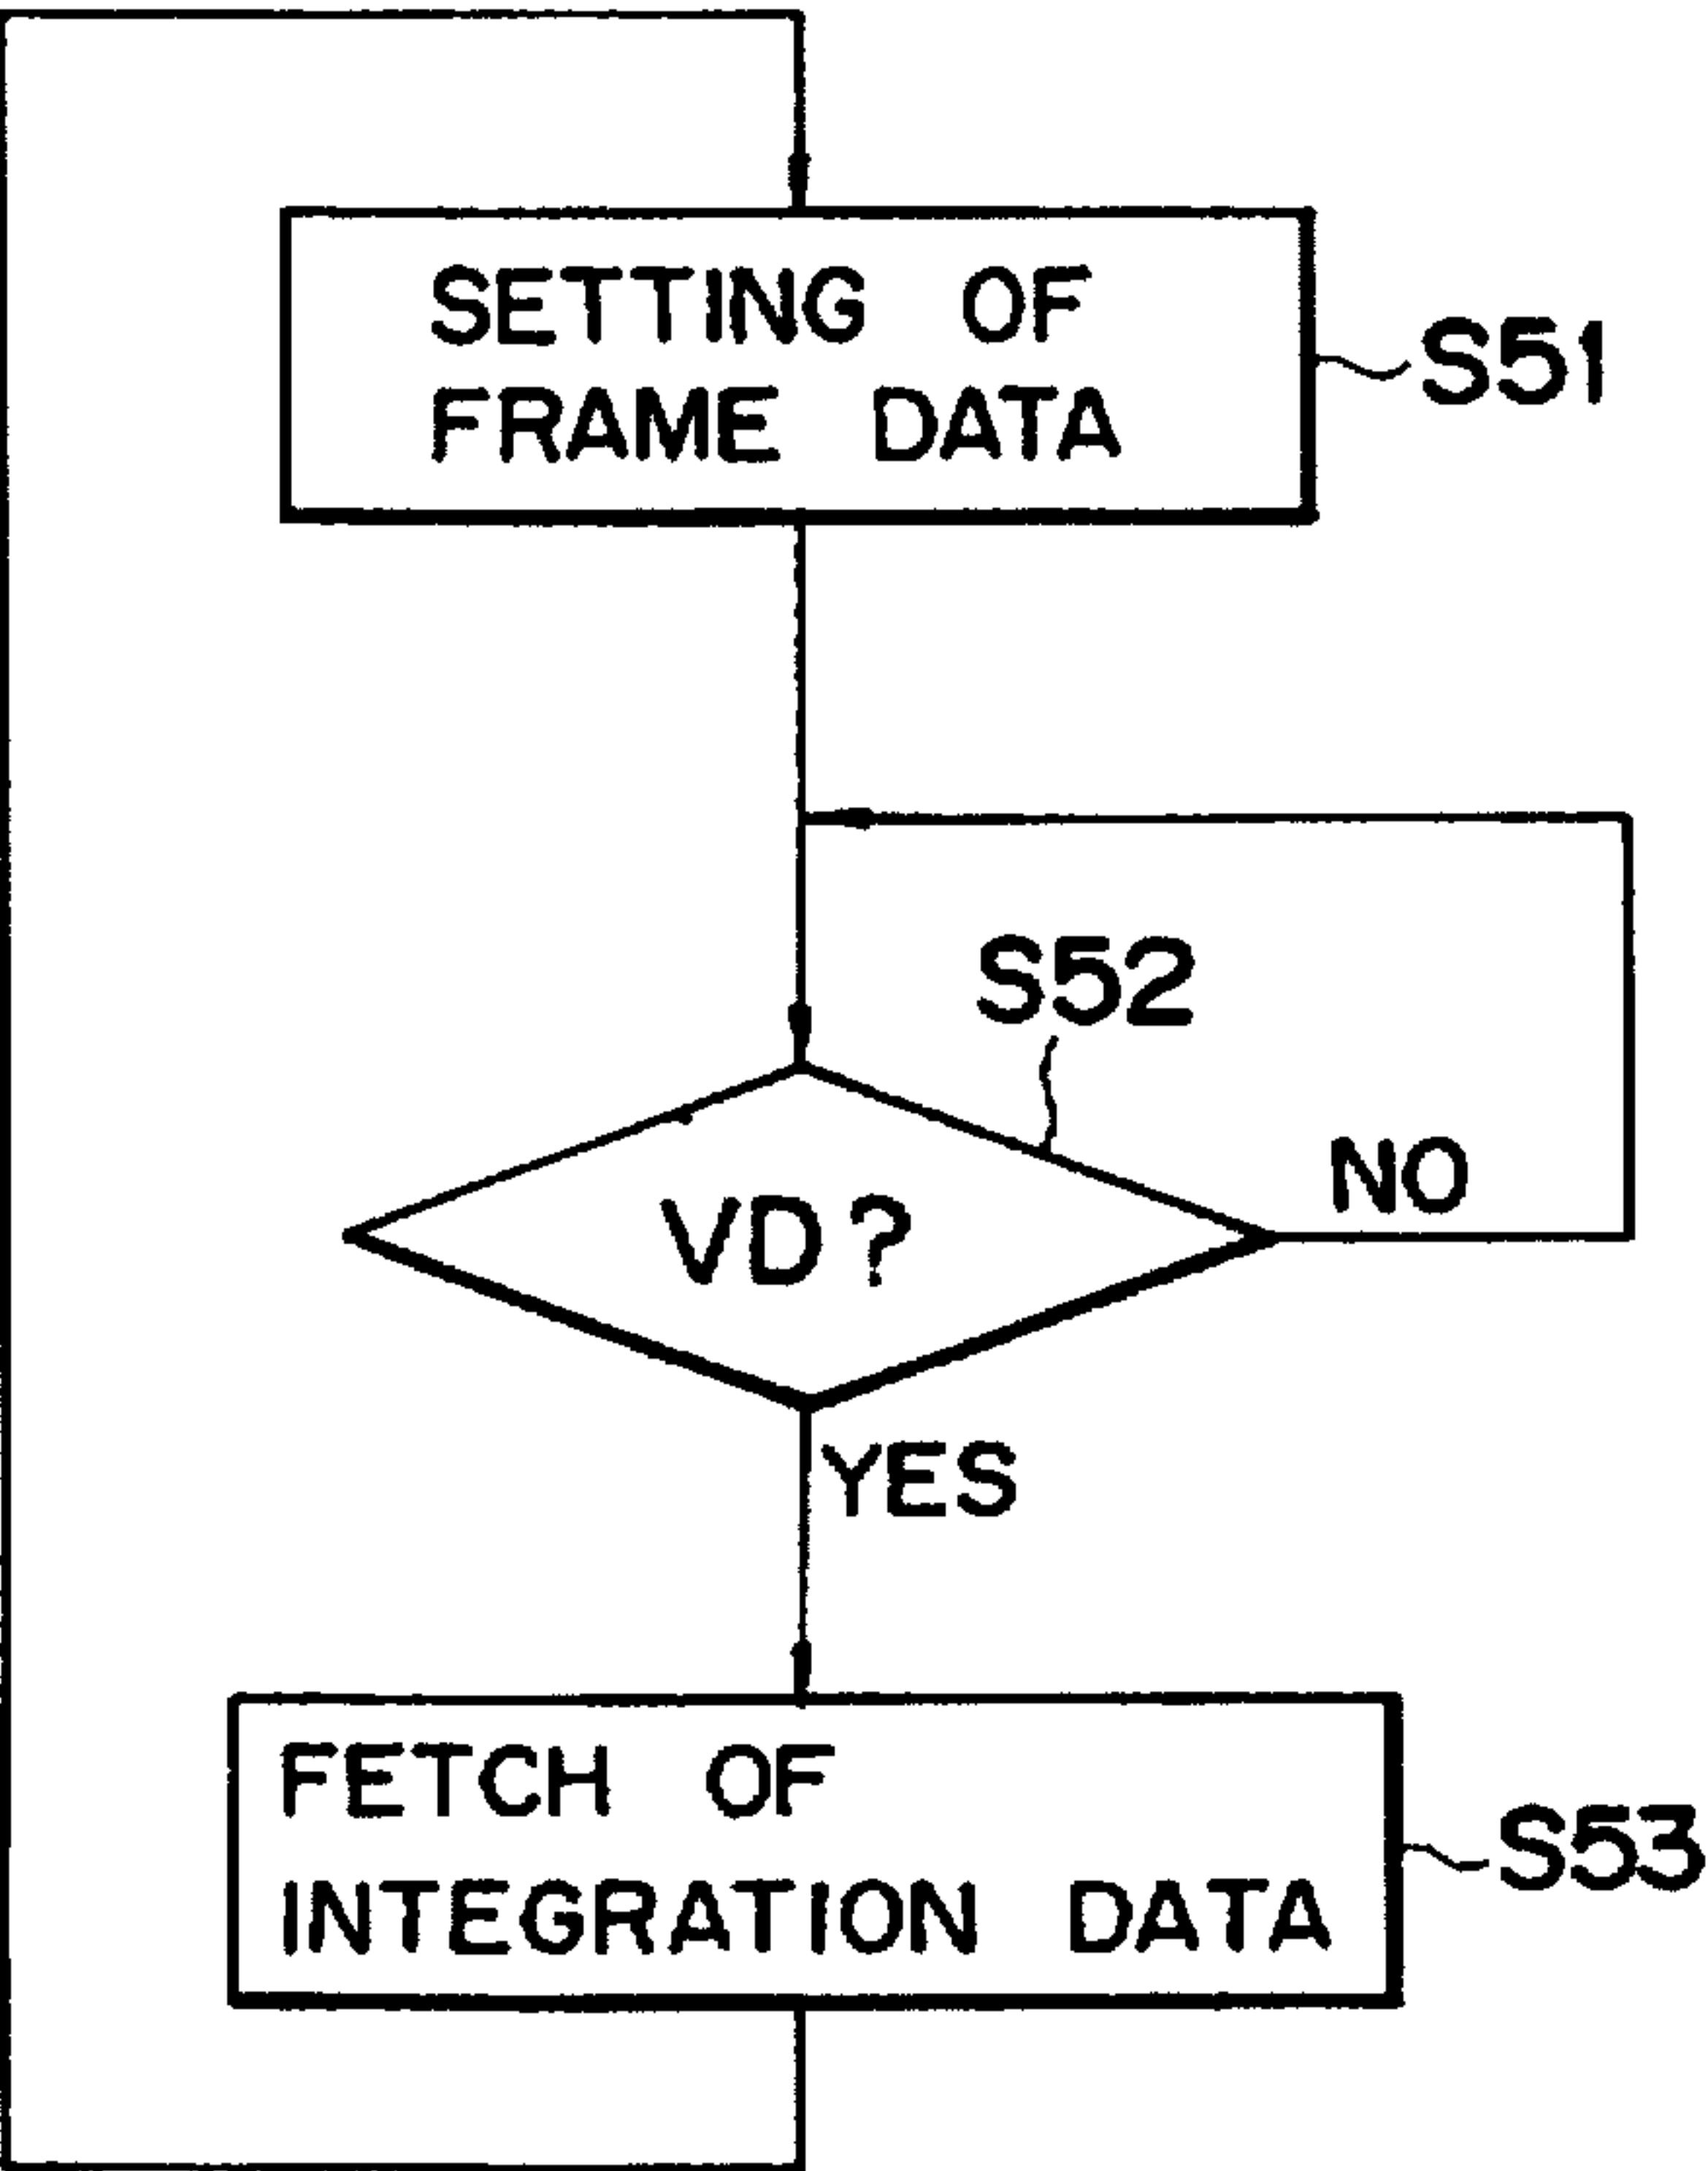 SETTING OF
FRAME DATA
S51
S52
VD?
NO
YES
FETCH OF
INTEGRATION DATA
S53